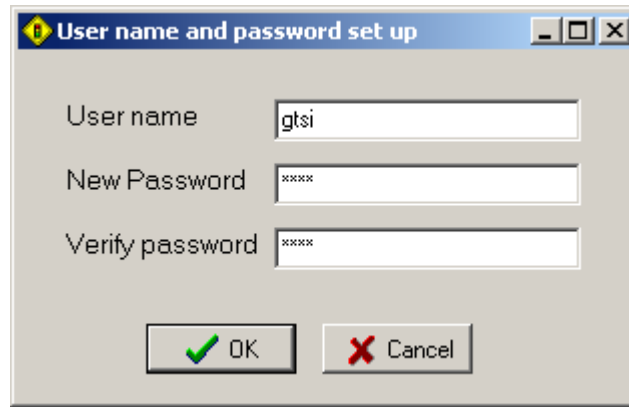 User name and password set up
User name gtsi
New Password ****
Verify password ****
OK Cancel